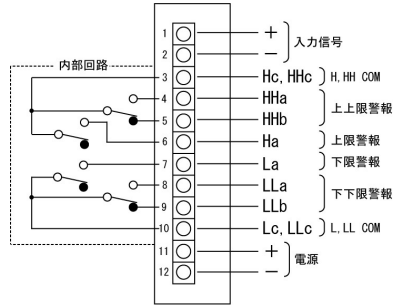 1 + 入力信号
2 −
内部回路
3 Hc, HHc H, HH COM
4 HHa 上上限警報
5 HHb
6 Ha 上限警報
7 La 下限警報
8 LLa 下下限警報
9 LLb
10 Lc, LLc L, LL COM
11 + 電源
12 −